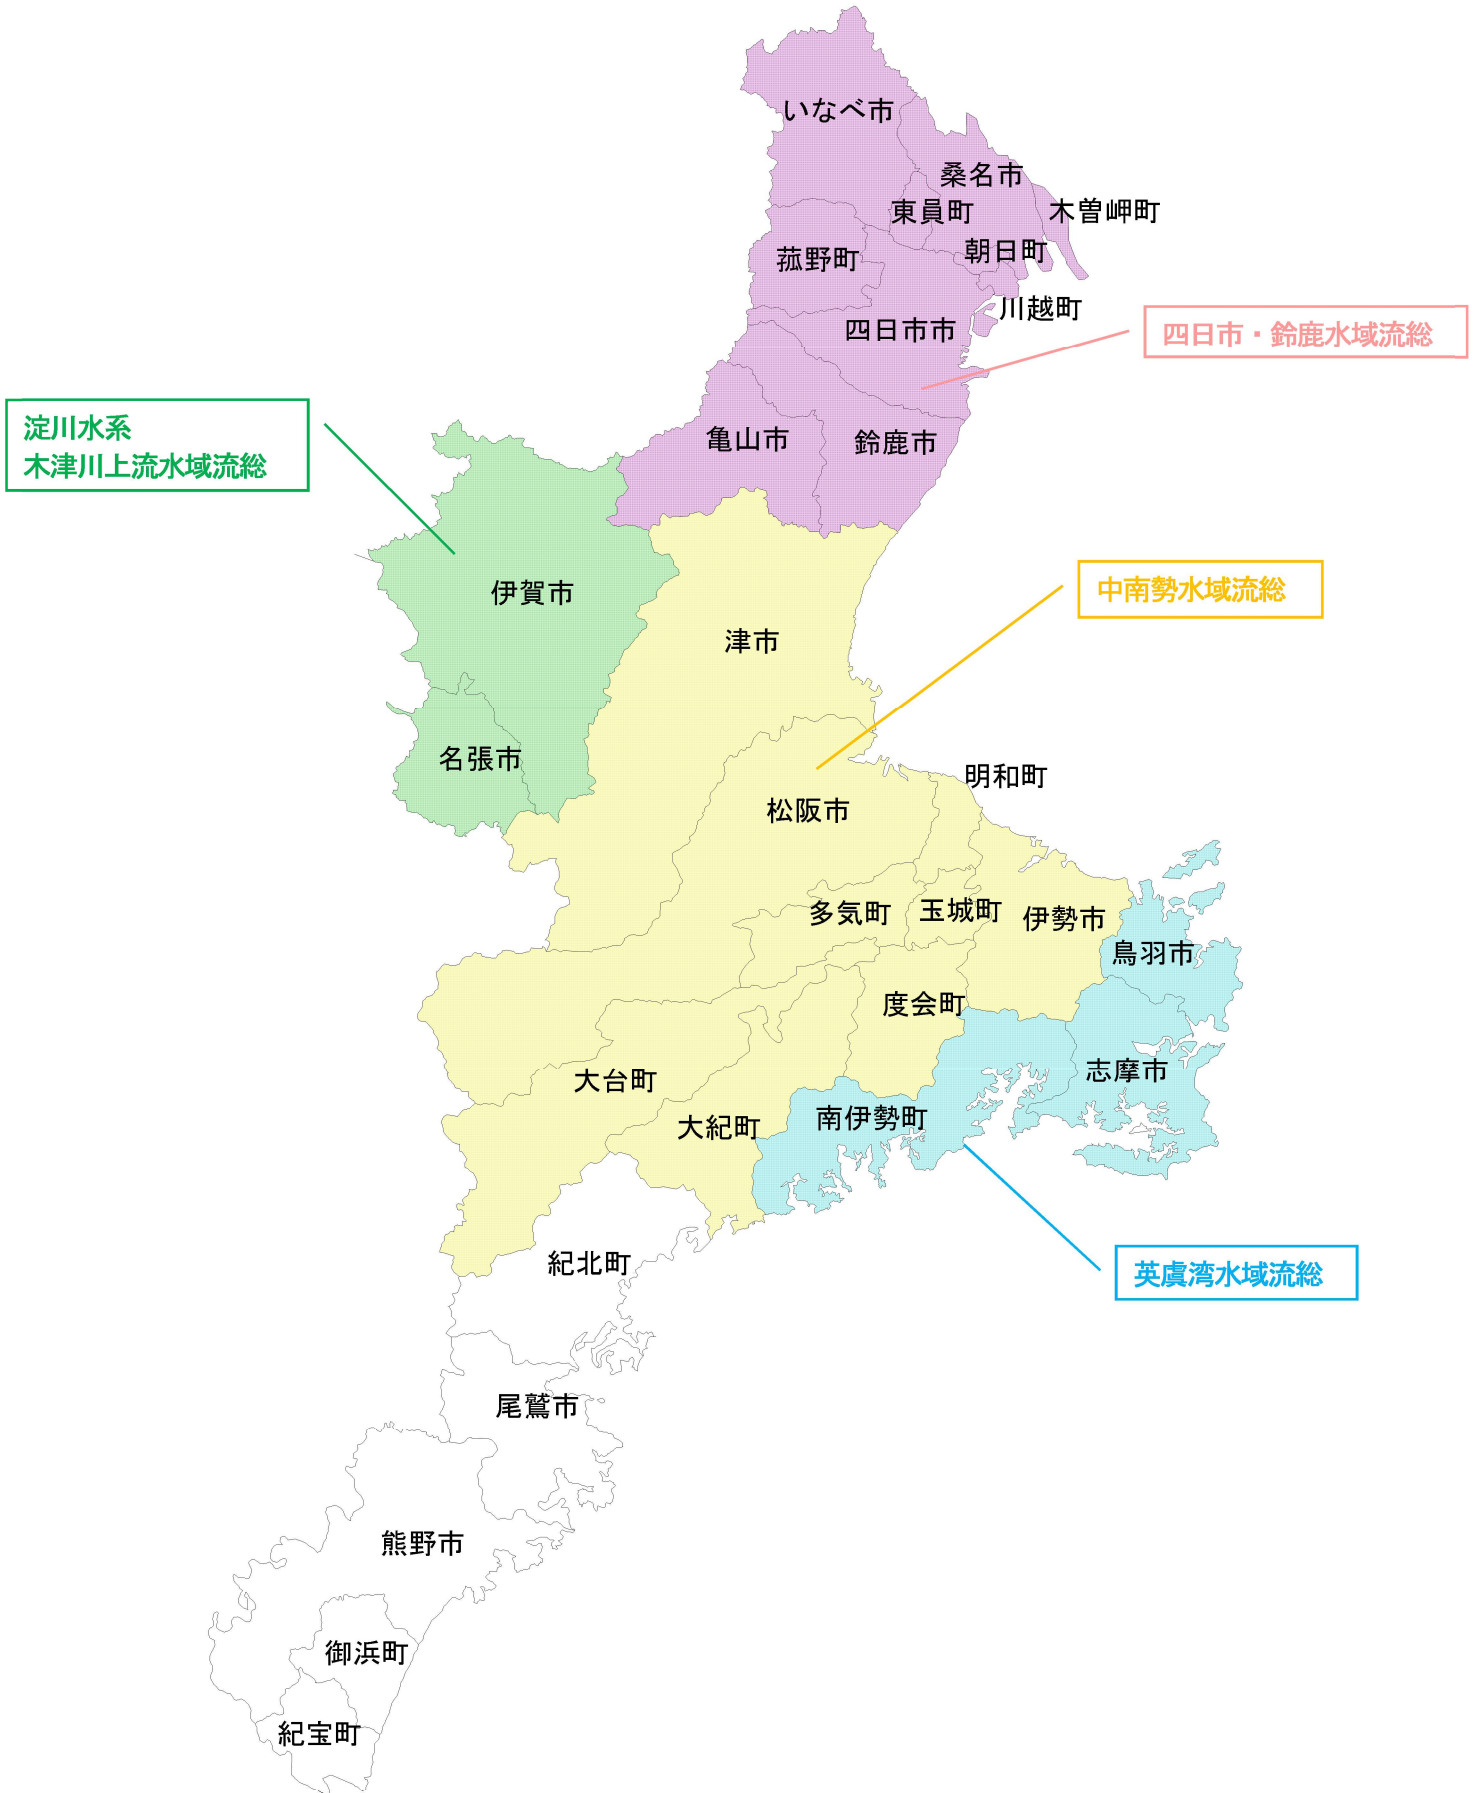 いなべ市
桑名市
東員町
木曽岬町
朝日町
菰野町
川越町
四日市市
四日市・鈴鹿水域流総
亀山市
鈴鹿市
淀川水系
木津川上流水域流総
伊賀市
中南勢水域流総
津市
名張市
明和町
松阪市
多気町
玉城町
伊勢市
鳥羽市
度会町
志摩市
大台町
大紀町
南伊勢町
紀北町
英虞湾水域流総
尾鷲市
熊野市
御浜町
紀宝町